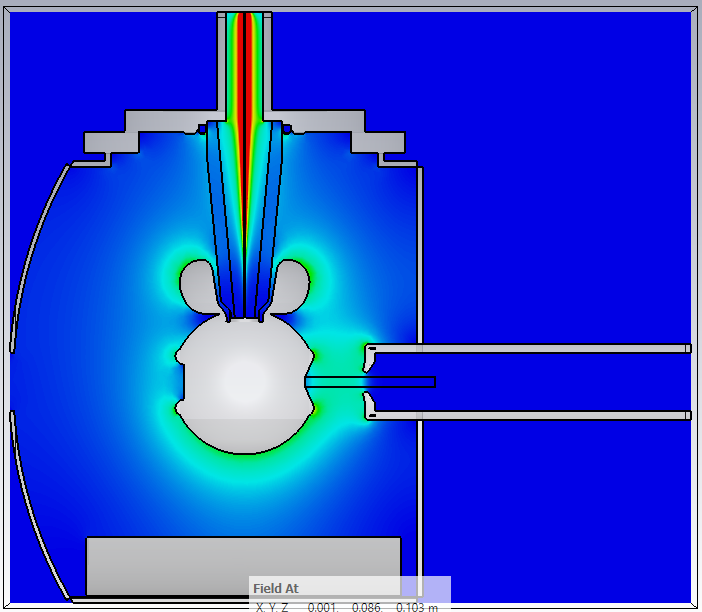 Field At
X, Y, Z 0.001, 0.086, 0.103 m